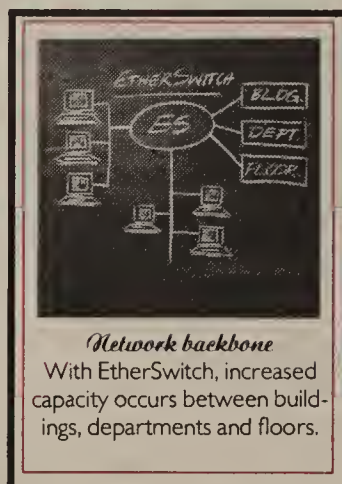 ETHERSWITCH
ES
BLDG.
DEPT.
FLOOR.
Network backbone
With EtherSwitch, increased
capacity occurs between build-
ings, departments and floors.